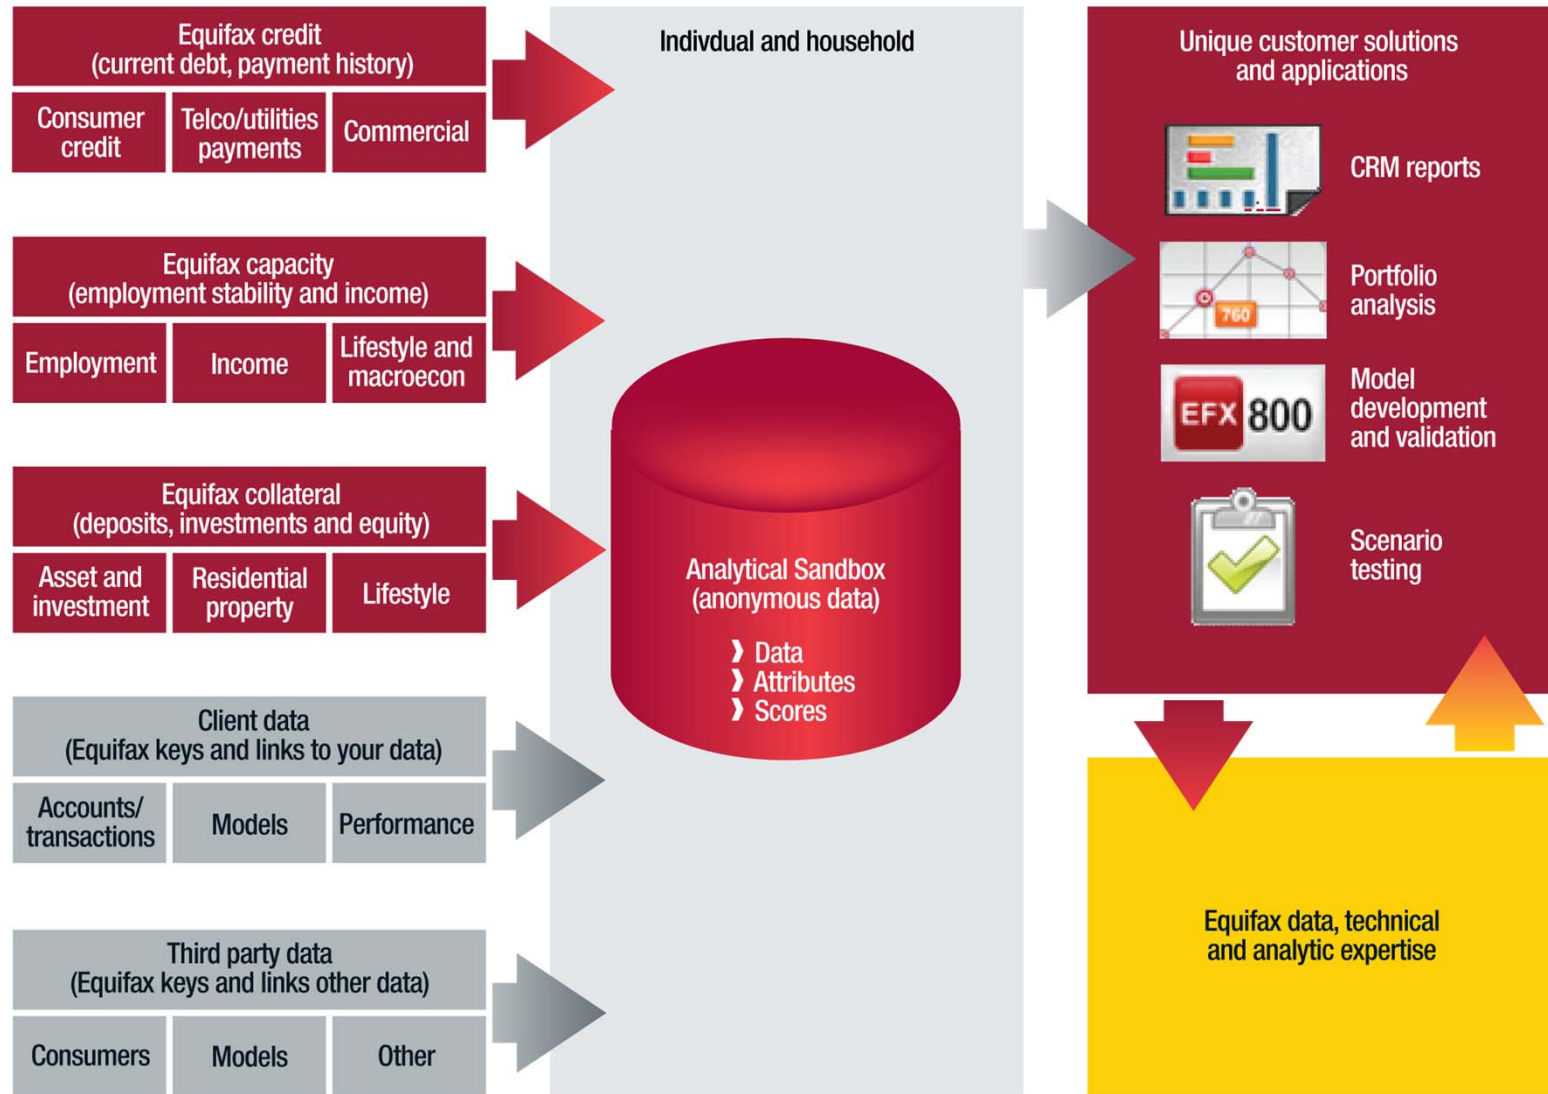 Equifax credit
(current debt, payment history)
Consumer
credit
Telco/utilities
payments
Commercial
Equifax capacity
(employment stability and income)
Employment
Income
Lifestyle and
macroecon
Equifax collateral
(deposits, investments and equity)
Asset and
investment
Residential
property
Lifestyle
Client data
(Equifax keys and links to your data)
Accounts/
transactions
Models
Performance
Third party data
(Equifax keys and links other data)
Consumers
Models
Other
Indivdual and household
Analytical Sandbox
(anonymous data)
❱ Data
❱ Attributes
❱ Scores
Unique customer solutions
and applications
CRM reports
760
Portfolio
analysis
EFX 800
Model
development
and validation
Scenario
testing
Equifax data, technical
and analytic expertise